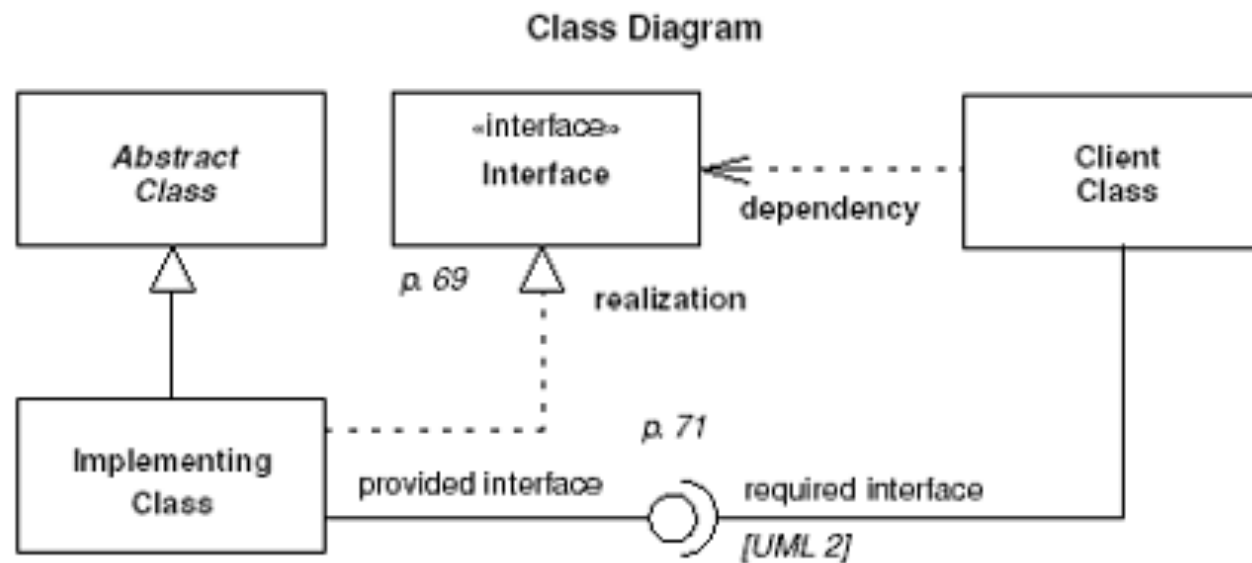 Class Diagram
Abstract
Class
«interface»
Interface
Client
Class
dependency
p. 69
realization
Implementing
Class
p. 71
provided interface
required interface
[UML 2]